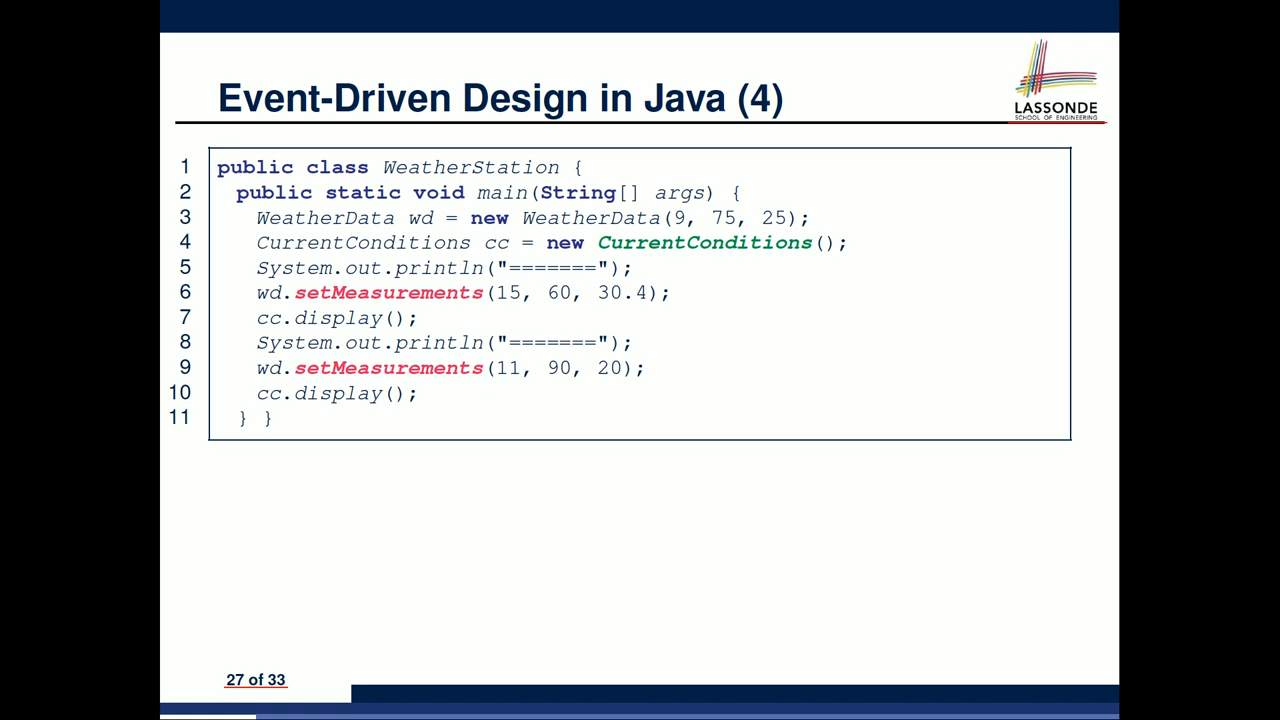 Event-Driven Design in Java (4)
LASSONDE
SCHOOL OF ENGINEERING
1 public class WeatherStation {
2 public static void main(String[] args) {
3 WeatherData wd = new WeatherData(9, 75, 25);
4 CurrentConditions cc = new CurrentConditions();
5 System.out.println("=======");
6 wd.setMeasurements(15, 60, 30.4);
7 cc.display();
8 System.out.println("=======");
9 wd.setMeasurements(11, 90, 20);
10 cc.display();
11 } }
27 of 33